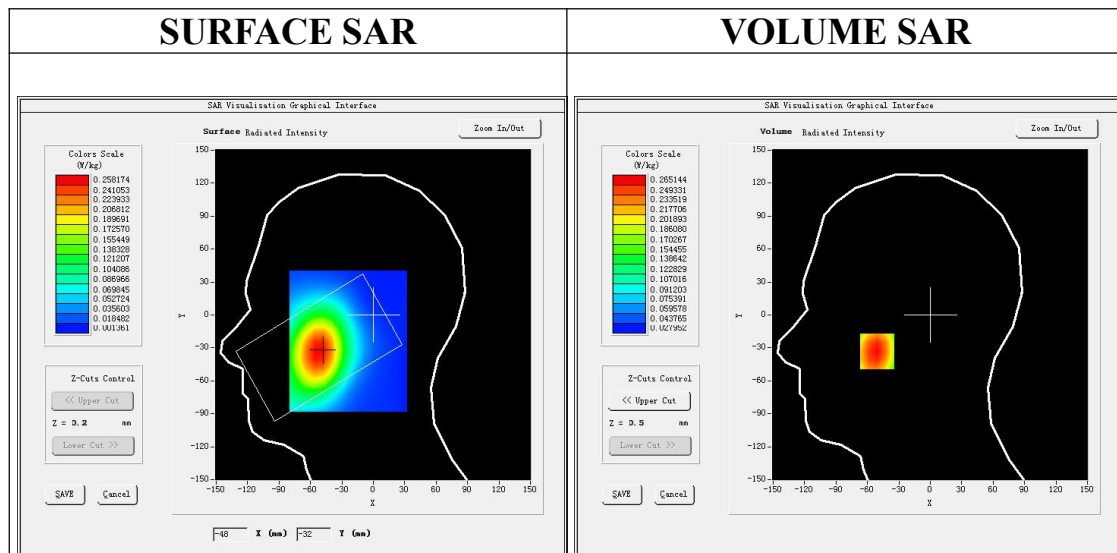 SURFACE SAR
VOLUME SAR
SAR Visualisation Graphical Interface
Surface Radiated Intensity
Zoom In/Out
Colors Scale
(W/kg)
0.258174
0.241053
0.223933
0.206812
0.189691
0.172570
0.155449
0.138328
0.121207
0.104086
0.086966
0.069845
0.052724
0.035603
0.018482
0.001361
150
120
90
60
30
0
-30
-60
-90
-120
-150
Y
-150 -120 -90 -60 -30 0 30 60 90 120 150
X
Z-Cuts Control
<< Upper Cut
Z = 0.2 mm
Lower Cut >>
SAVE Cancel
-48 X (mm) -32 Y (mm)
SAR Visualisation Graphical Interface
Volume Radiated Intensity
Zoom In/Out
Colors Scale
(W/kg)
0.265144
0.249331
0.233519
0.217706
0.201893
0.186080
0.170267
0.154455
0.138642
0.122829
0.107016
0.091203
0.075391
0.059578
0.043765
0.027952
150
120
90
60
30
0
-30
-60
-90
-120
-150
Y
-150 -120 -90 -60 -30 0 30 60 90 120 150
X
Z-Cuts Control
<< Upper Cut
Z = 0.5 mm
Lower Cut >>
SAVE Cancel